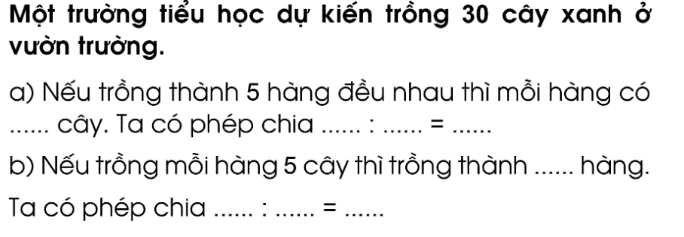 Một trường tiểu học dự kiến trồng 30 cây xanh ở
vườn trường.
a) Nếu trồng thành 5 hàng đều nhau thì mỗi hàng có
...... cây. Ta có phép chia ...... : ...... = ......
b) Nếu trồng mỗi hàng 5 cây thì trồng thành ...... hàng.
Ta có phép chia ...... : ...... = ......